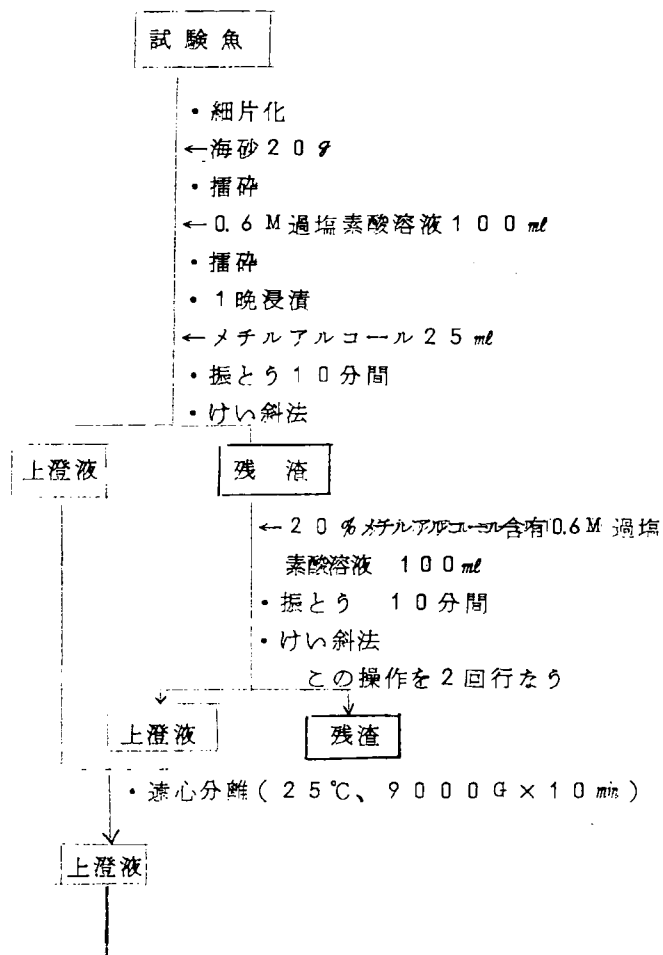 試験魚
・細片化
←海砂20g
・擂砕
←0.6M過塩素酸溶液100ml
・擂砕
・1晩浸漬
←メチルアルコール25ml
・振とう10分間
・けい斜法
上澄液
残渣
←20%メチルアルコール含有0.6M過塩
素酸溶液 100ml
・振とう 10分間
・けい斜法
この操作を2回行なう
上澄液
残渣
・遠心分離(25℃、9000G×10min)
上澄液